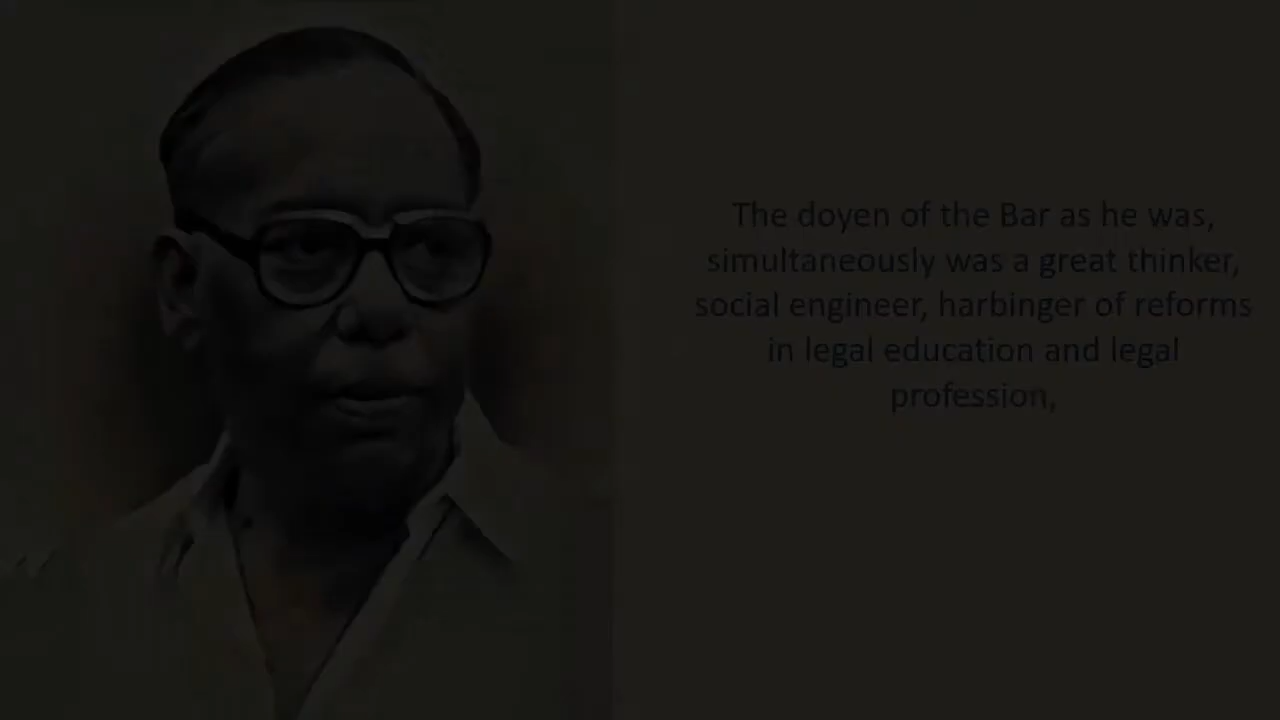 The doyen of the Bar as he was,
simultaneously was a great thinker,
social engineer, harbinger of reforms
in legal education and legal
profession,